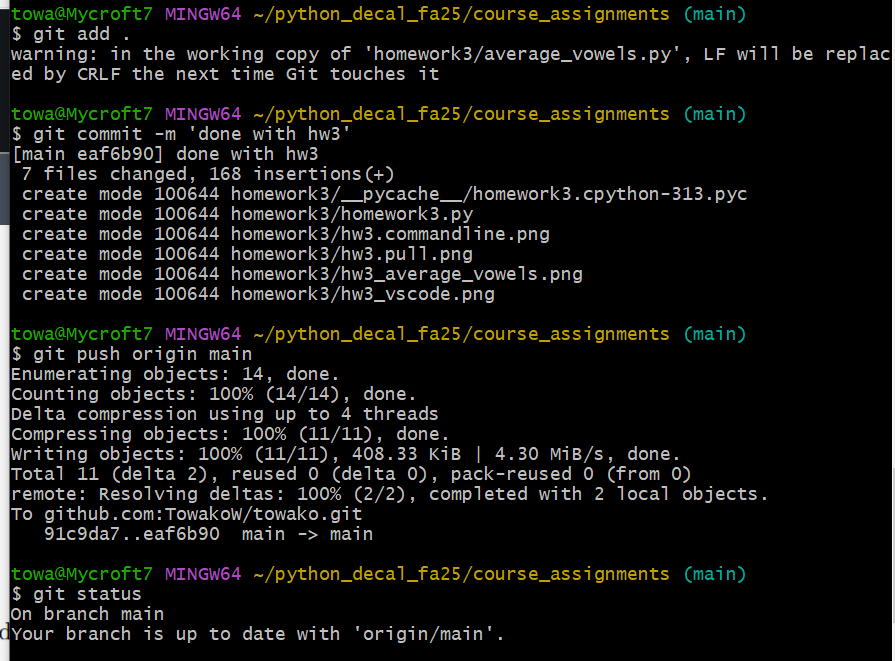 towa@Mycroft7 MINGW64 ~/python_decal_fa25/course_assignments (main)
$ git add .
warning: in the working copy of 'homework3/average_vowels.py', LF will be replac
ed by CRLF the next time Git touches it
towa@Mycroft7 MINGW64 ~/python_decal_fa25/course_assignments (main)
$ git commit -m 'done with hw3'
[main eaf6b90] done with hw3
 7 files changed, 168 insertions(+)
 create mode 100644 homework3/__pycache__/homework3.cpython-313.pyc
 create mode 100644 homework3/homework3.py
 create mode 100644 homework3/hw3.commandline.png
 create mode 100644 homework3/hw3.pull.png
 create mode 100644 homework3/hw3_average_vowels.png
 create mode 100644 homework3/hw3_vscode.png
towa@Mycroft7 MINGW64 ~/python_decal_fa25/course_assignments (main)
$ git push origin main
Enumerating objects: 14, done.
Counting objects: 100% (14/14), done.
Delta compression using up to 4 threads
Compressing objects: 100% (11/11), done.
Writing objects: 100% (11/11), 408.33 KiB | 4.30 MiB/s, done.
Total 11 (delta 2), reused 0 (delta 0), pack-reused 0 (from 0)
remote: Resolving deltas: 100% (2/2), completed with 2 local objects.
To github.com:TowakoW/towako.git
   91c9da7..eaf6b90  main -> main
towa@Mycroft7 MINGW64 ~/python_decal_fa25/course_assignments (main)
$ git status
On branch main
Your branch is up to date with 'origin/main'.